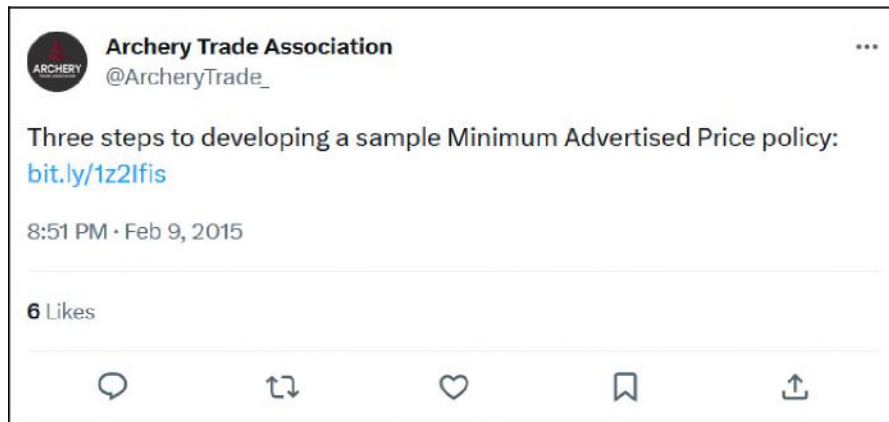 Archery Trade Association
@ArcheryTrade_
ARCHERY
Three steps to developing a sample Minimum Advertised Price policy:
bit.ly/1z2Ifis
8:51 PM · Feb 9, 2015
6 Likes